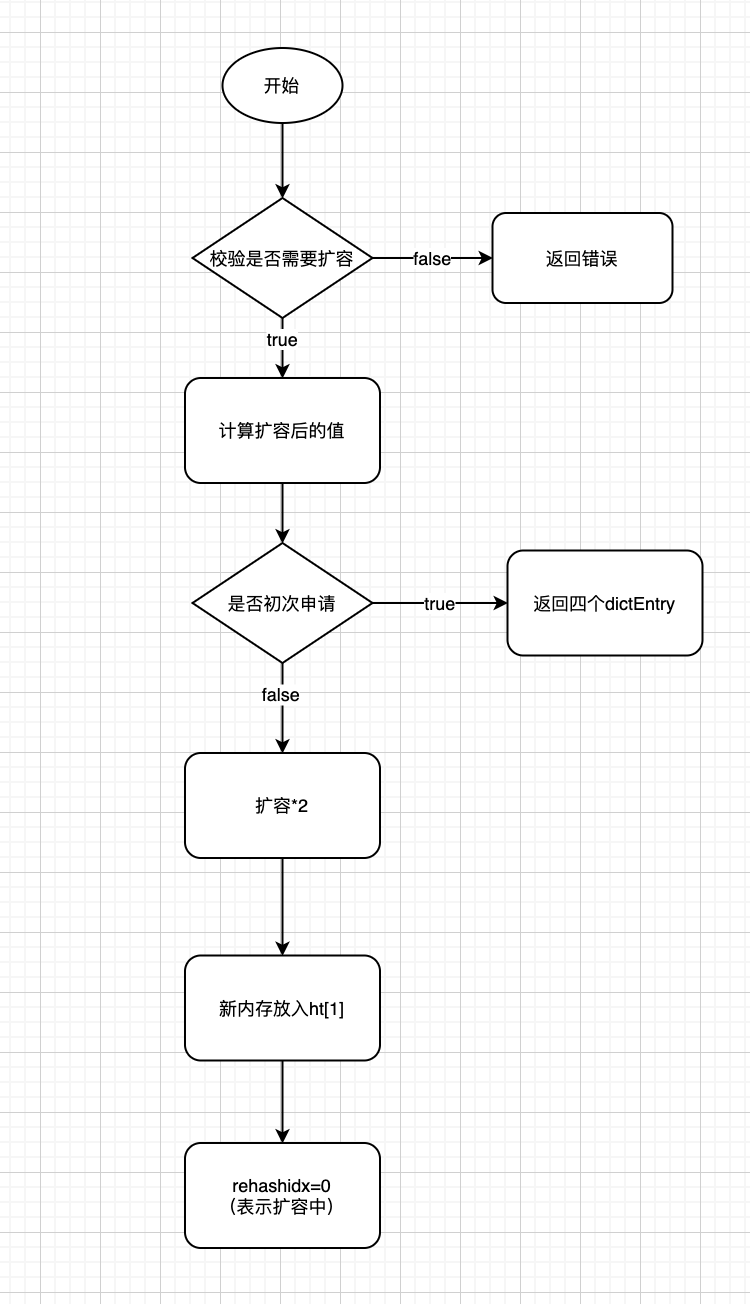 开始
校验是否需要扩容
false
返回错误
true
计算扩容后的值
是否初次申请
true
返回四个dictEntry
false
扩容*2
新内存放入ht[1]
rehashidx=0
（表示扩容中）